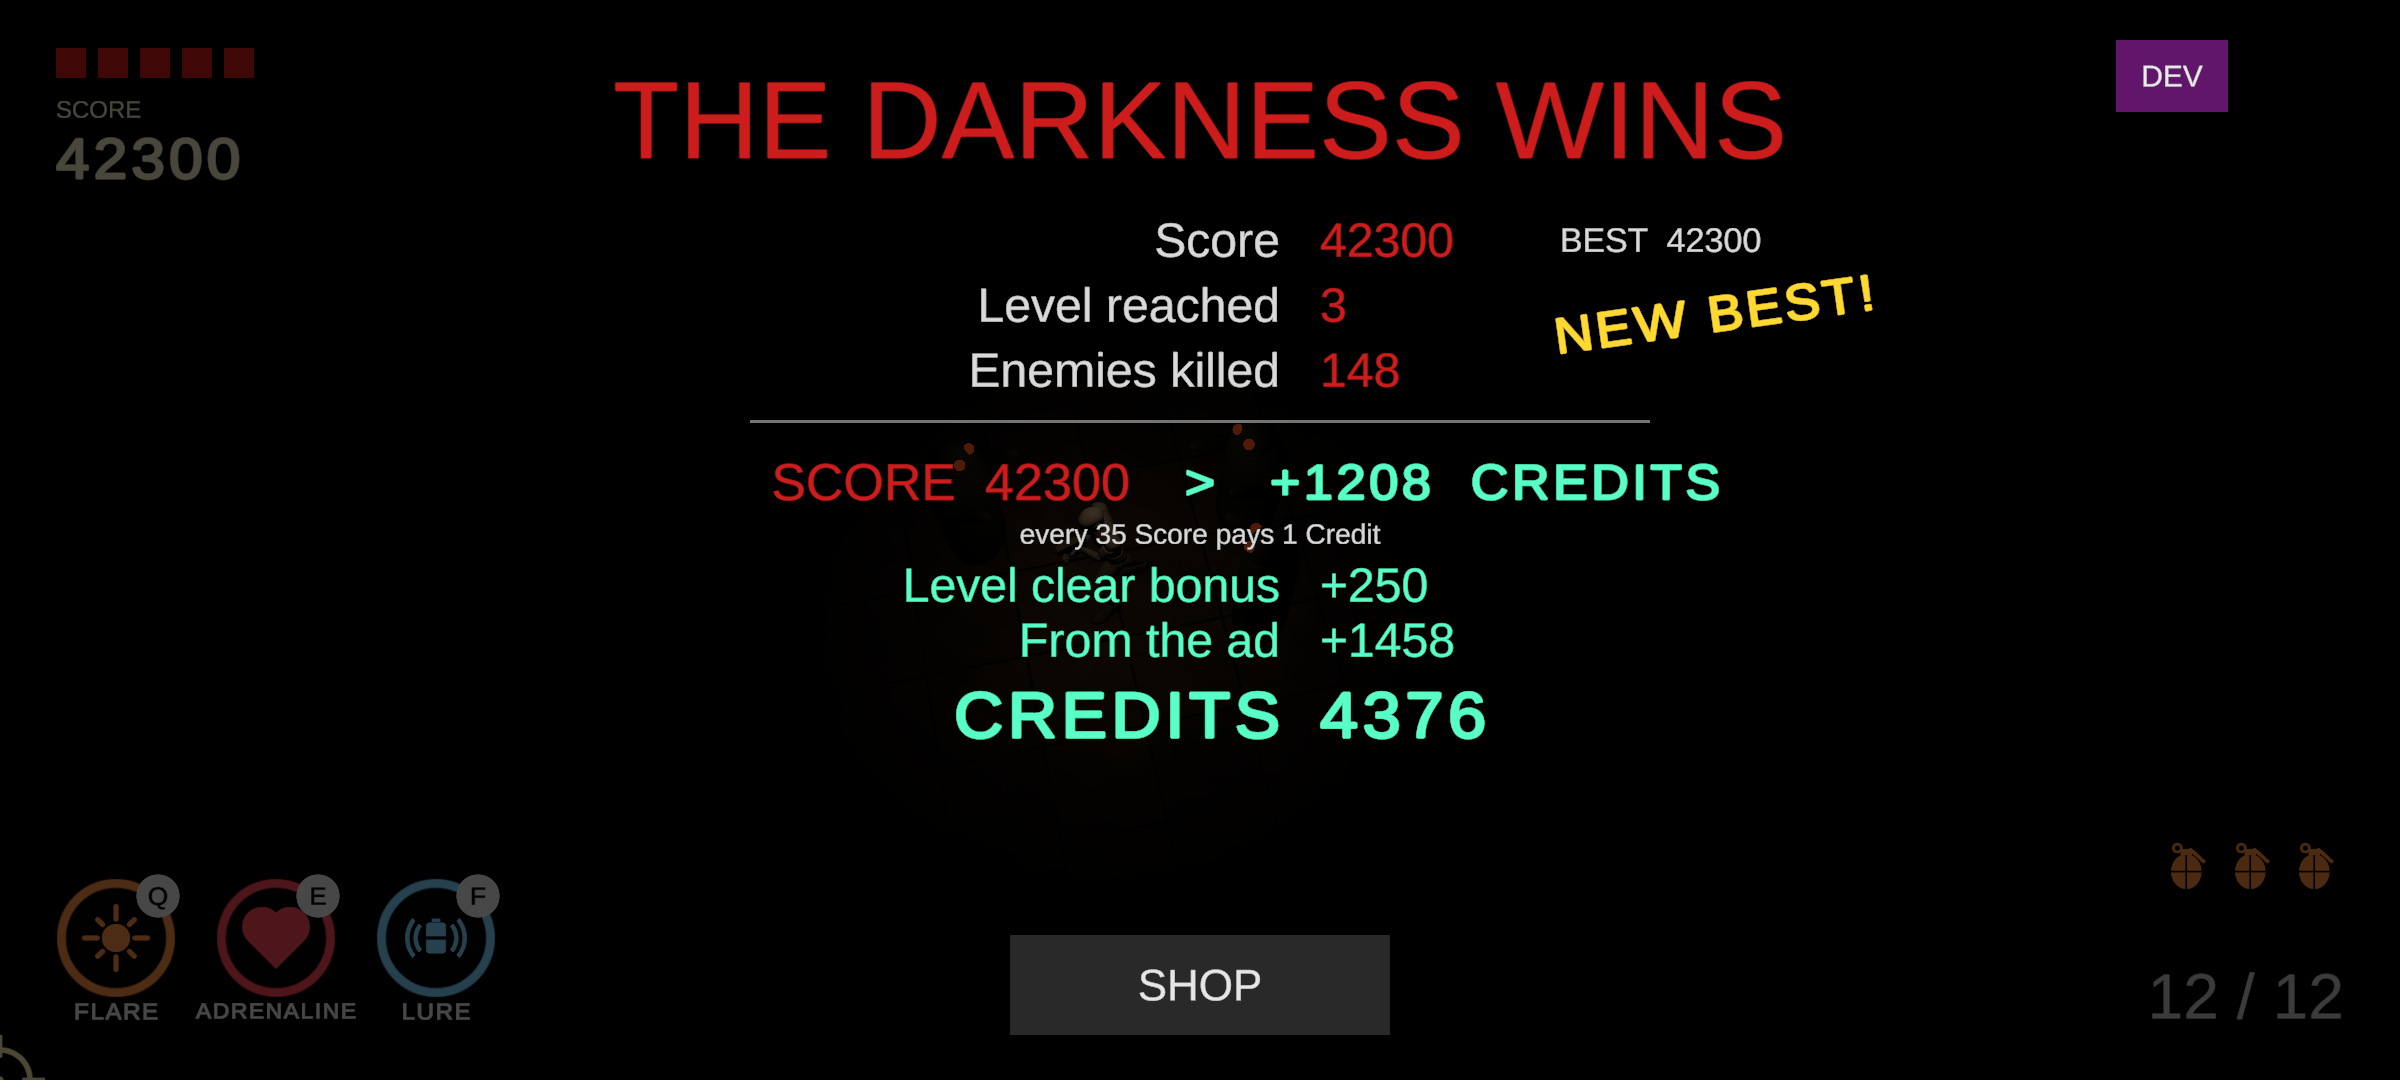 DEV
SCORE
42300
THE DARKNESS WINS
Score 42300 BEST 42300
Level reached 3
NEW BEST!
Enemies killed 148
SCORE 42300 > +1208 CREDITS
every 35 Score pays 1 Credit
Level clear bonus +250
From the ad +1458
CREDITS 4376
Q E F
FLARE ADRENALINE LURE
SHOP
12 / 12